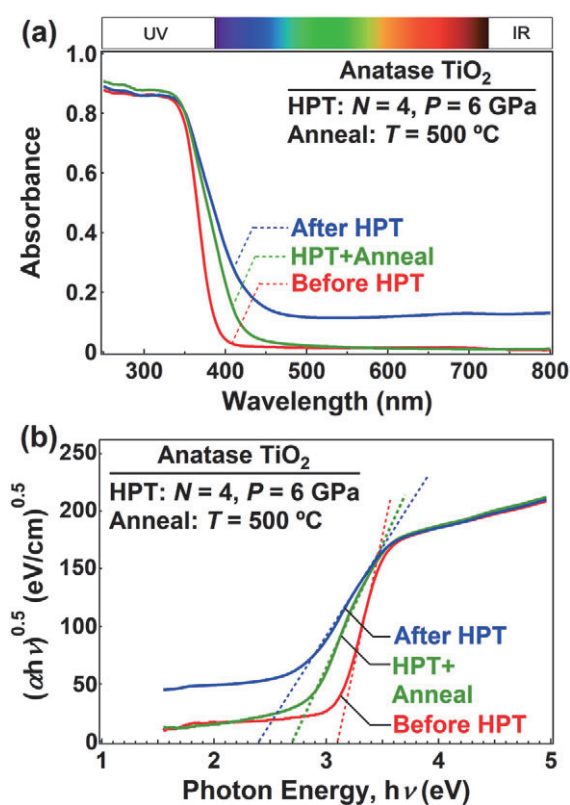 UV
IR
(a)
Anatase TiO₂
HPT: N = 4, P = 6 GPa
Anneal: T = 500 ºC
After HPT
HPT+Anneal
Before HPT
Absorbance
1.0
0.8
0.6
0.4
0.2
0
300
400
500
600
700
800
Wavelength (nm)
(b)
Anatase TiO₂
HPT: N = 4, P = 6 GPa
Anneal: T = 500 ºC
After HPT
HPT+
Anneal
Before HPT
(αhν)^0.5 (eV/cm)^0.5
250
200
150
100
50
0
1
2
3
4
5
Photon Energy, hν (eV)